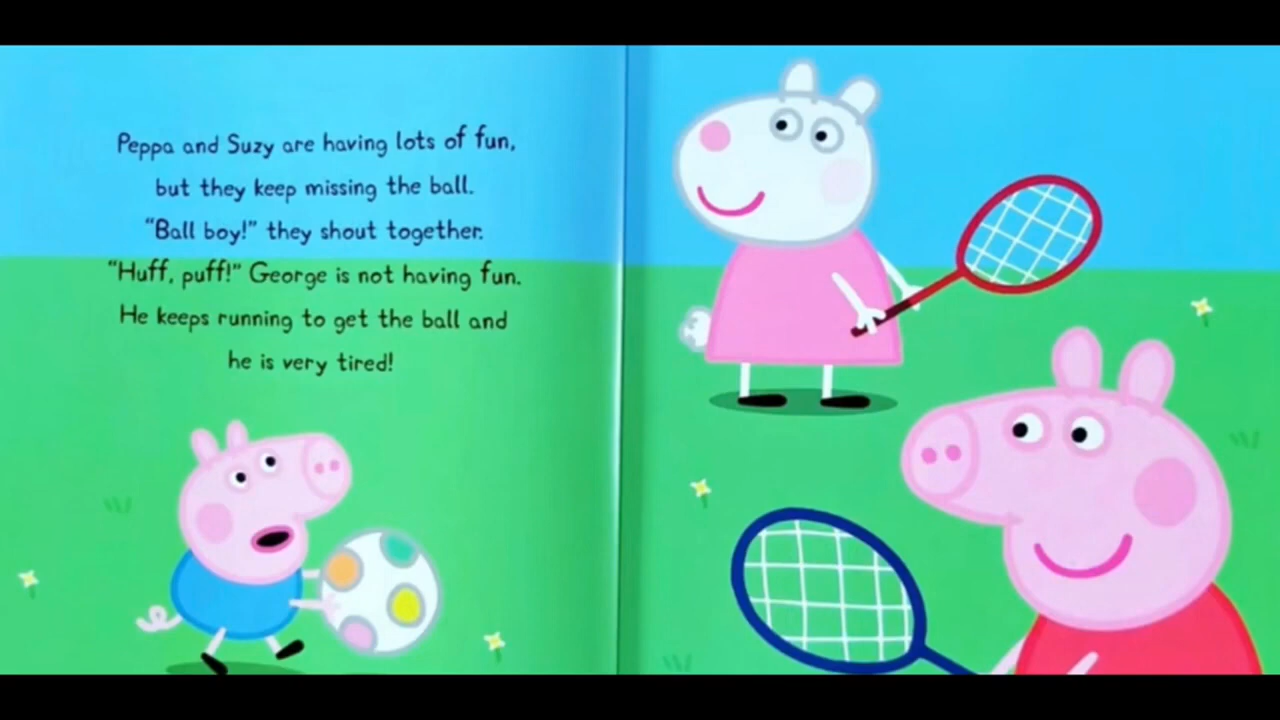 Peppa and Suzy are having lots of fun,
but they keep missing the ball.
“Ball boy!” they shout together.
“Huff, puff!” George is not having fun.
He keeps running to get the ball and
he is very tired!